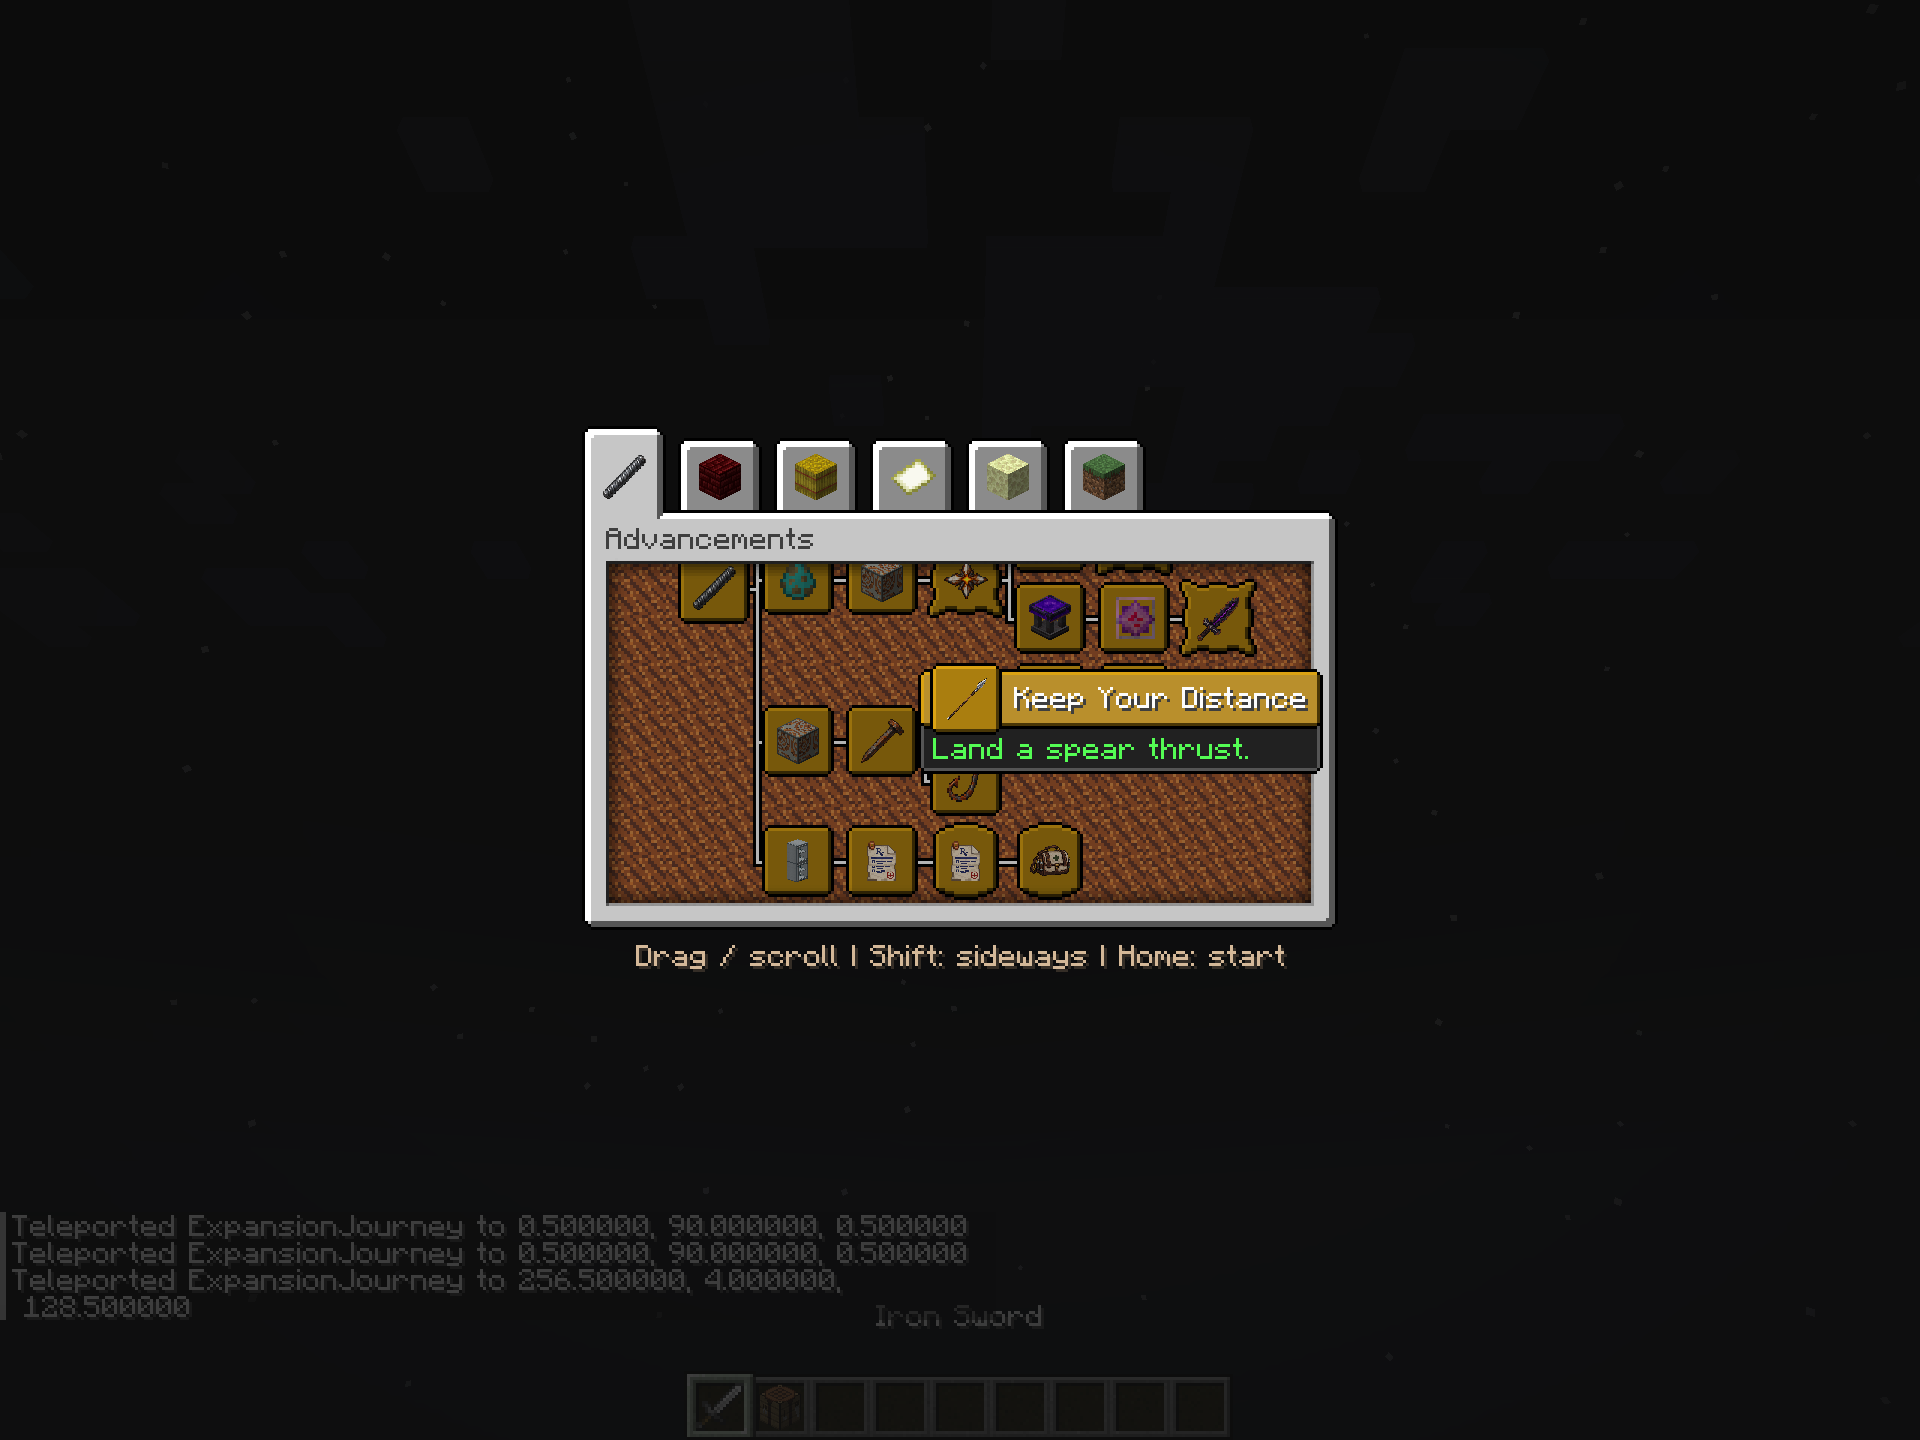 Advancements
Keep Your Distance
Land a spear thrust.
Drag / scroll | Shift: sideways | Home: start
Teleported ExpansionJourney to 0.500000, 90.000000, 0.500000
Teleported ExpansionJourney to 0.500000, 90.000000, 0.500000
Teleported ExpansionJourney to 256.500000, 4.000000,
128.500000
Iron Sword